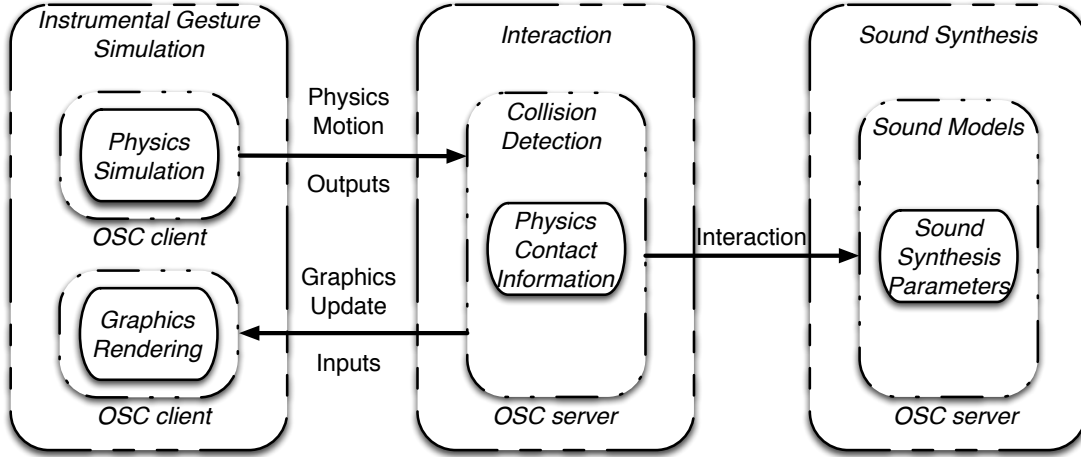 Instrumental Gesture
Simulation
Physics
Simulation
OSC client
Graphics
Rendering
OSC client
Physics
Motion
Outputs
Graphics
Update
Inputs
Interaction
Collision
Detection
Physics
Contact
Information
OSC server
Interaction
Sound Synthesis
Sound Models
Sound
Synthesis
Parameters
OSC server